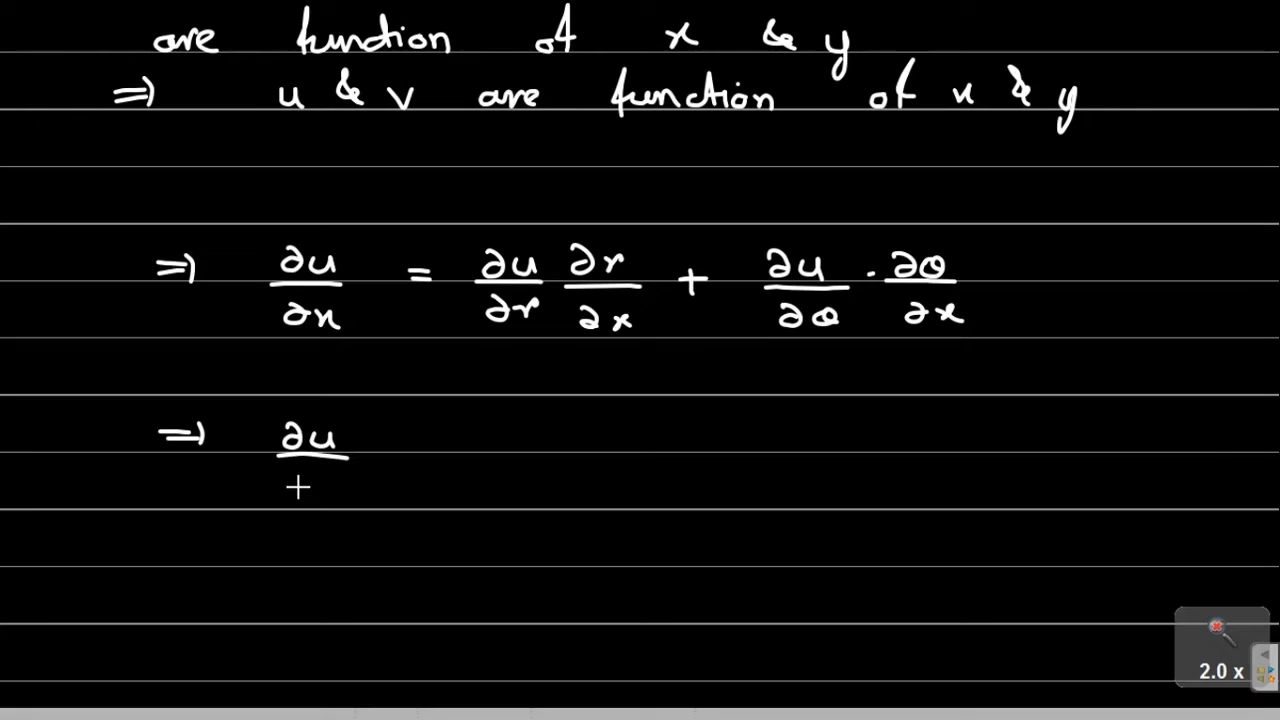 are function of x & y
⇒ u & v are function of x & y
⇒ ∂u/∂x = ∂u/∂r ∂r/∂x + ∂u/∂θ · ∂θ/∂x
⇒ ∂u
2.0 x